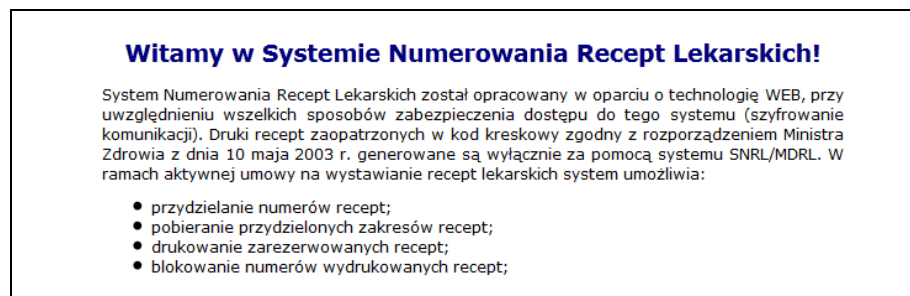 Witamy w Systemie Numerowania Recept Lekarskich!
System Numerowania Recept Lekarskich został opracowany w oparciu o technologię WEB, przy
uwzględnieniu wszelkich sposobów zabezpieczenia dostępu do tego systemu (szyfrowanie
komunikacji). Druki recept zaopatrzonych w kod kreskowy zgodny z rozporządzeniem Ministra
Zdrowia z dnia 10 maja 2003 r. generowane są wyłącznie za pomocą systemu SNRL/MDRL. W
ramach aktywnej umowy na wystawianie recept lekarskich system umożliwia:
● przydzielanie numerów recept;
● pobieranie przydzielonych zakresów recept;
● drukowanie zarezerwowanych recept;
● blokowanie numerów wydrukowanych recept;